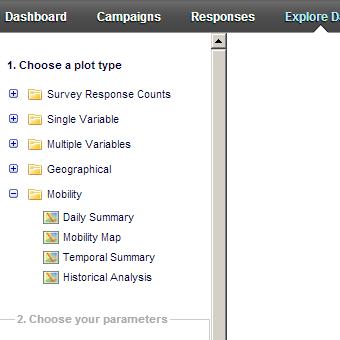 Dashboard Campaigns Responses Explore D
1. Choose a plot type
Survey Response Counts
Single Variable
Multiple Variables
Geographical
Mobility
Daily Summary
Mobility Map
Temporal Summary
Historical Analysis
2. Choose your parameters